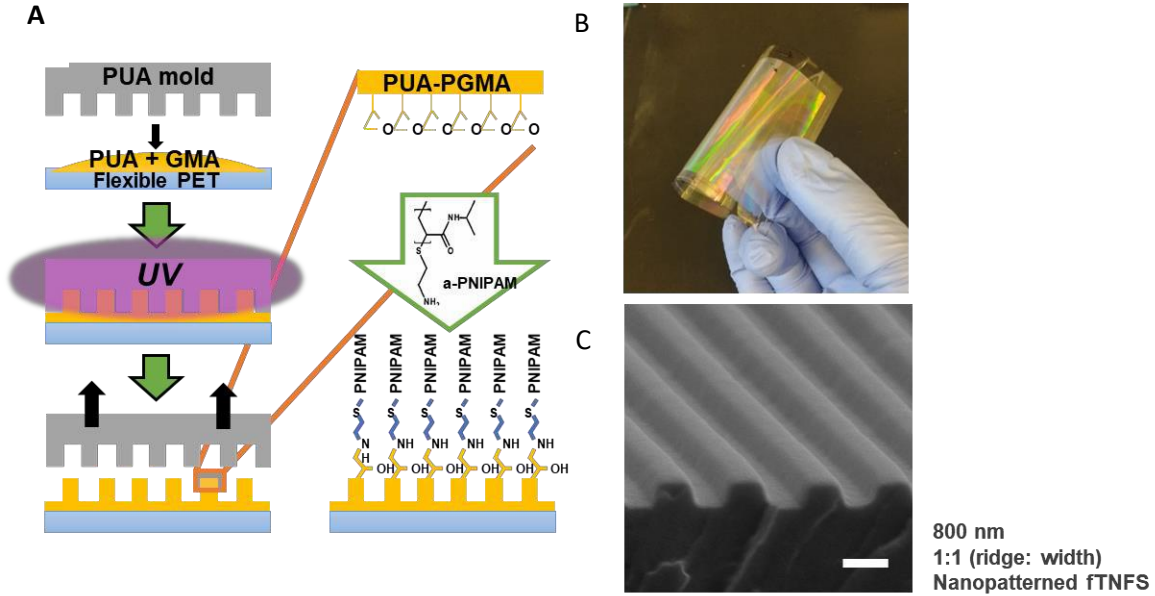 A
PUA mold
PUA + GMA
Flexible PET
UV
PUA-PGMA
O O O O O O
NH
O
S
NH₂
a-PNIPAM
PNIPAM PNIPAM PNIPAM PNIPAM PNIPAM PNIPAM
S S S S S S
N
H
NH NH NH NH NH
OH OH OH OH OH OH
B
C
800 nm
1:1 (ridge: width)
Nanopatterned fTNFS